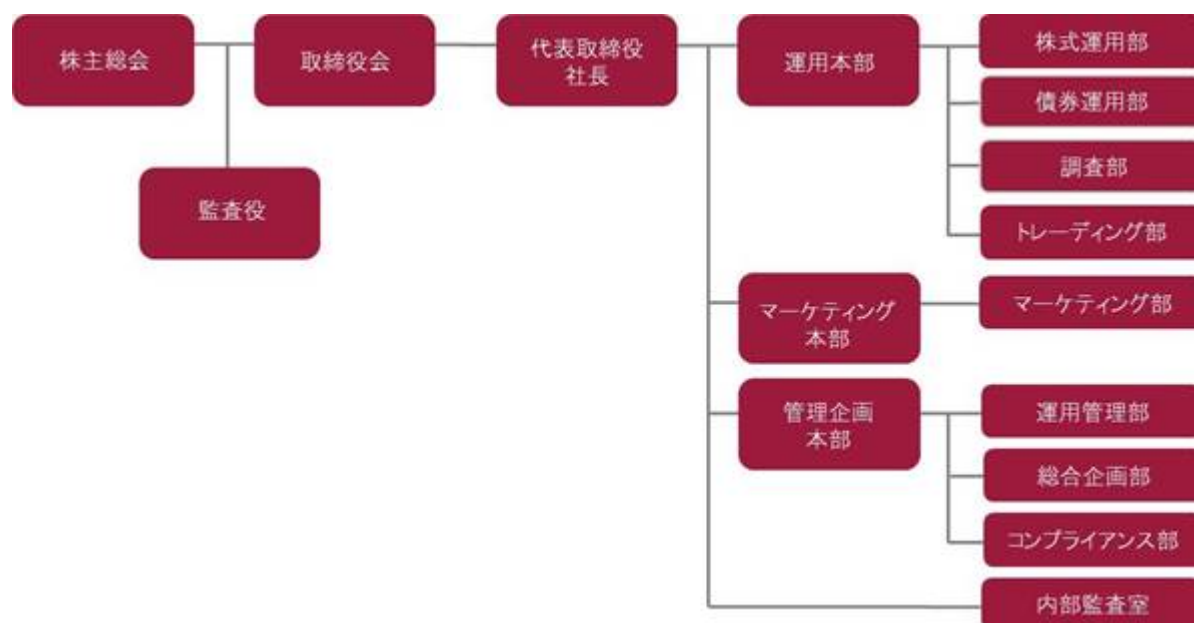 株主総会
取締役会
代表取締役
社長
監査役
運用本部
株式運用部
債券運用部
調査部
トレーディング部
マーケティング
本部
マーケティング部
管理企画
本部
運用管理部
総合企画部
コンプライアンス部
内部監査室